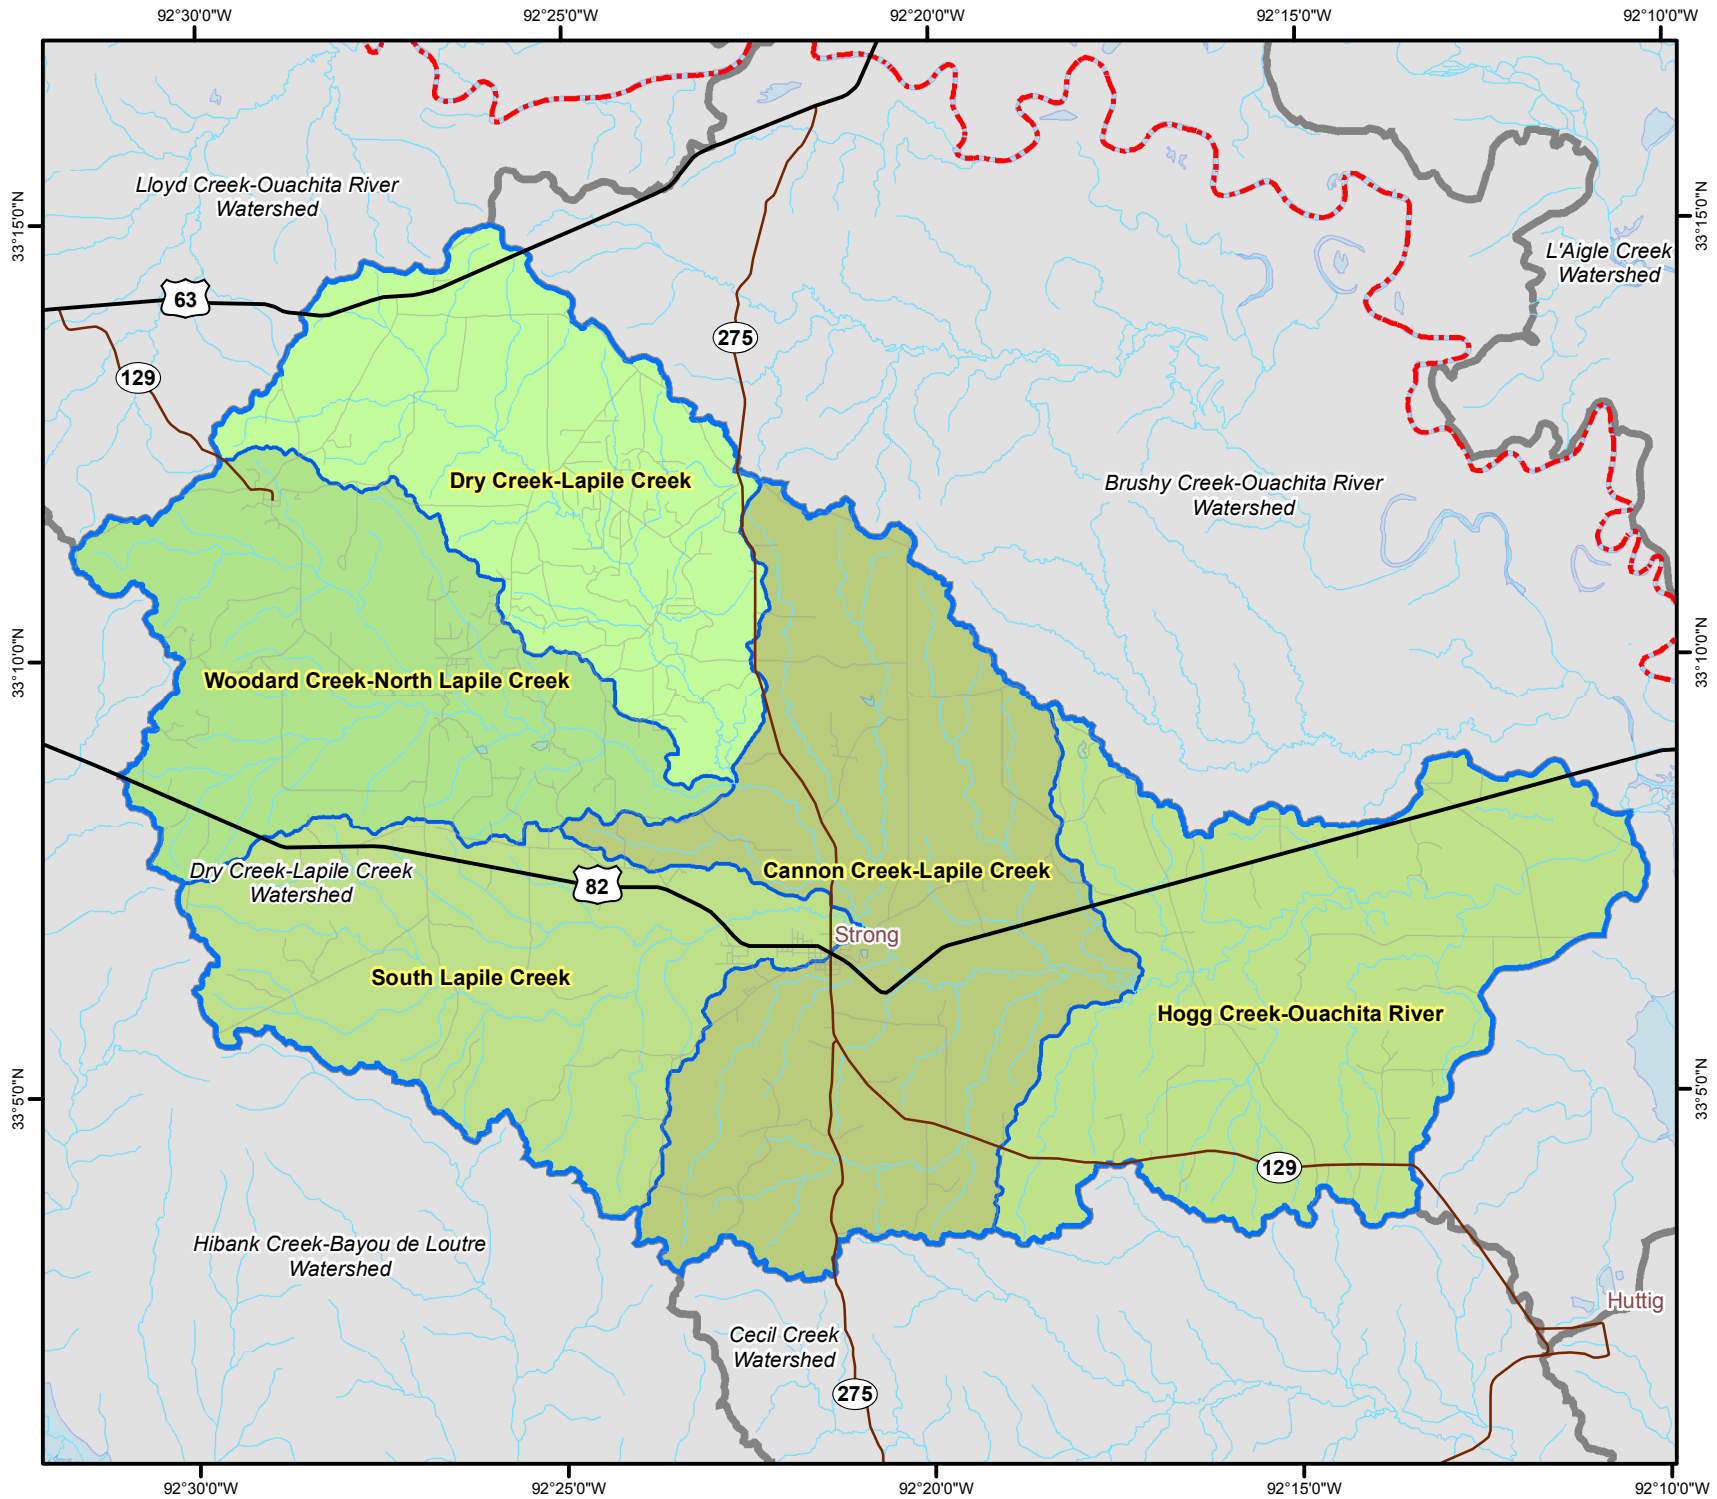 92°30'0"W
92°25'0"W
92°20'0"W
92°15'0"W
92°10'0"W
33°15'0"N
33°15'0"N
Lloyd Creek-Ouachita River
Watershed
L'Aigle Creek
Watershed
63
275
129
Dry Creek-Lapile Creek
Brushy Creek-Ouachita River
Watershed
33°10'0"N
33°10'0"N
Woodard Creek-North Lapile Creek
Dry Creek-Lapile Creek
Watershed
82
Cannon Creek-Lapile Creek
Strong
South Lapile Creek
Hogg Creek-Ouachita River
33°5'0"N
33°5'0"N
129
Hibank Creek-Bayou de Loutre
Watershed
Huttig
Cecil Creek
Watershed
275
92°30'0"W
92°25'0"W
92°20'0"W
92°15'0"W
92°10'0"W